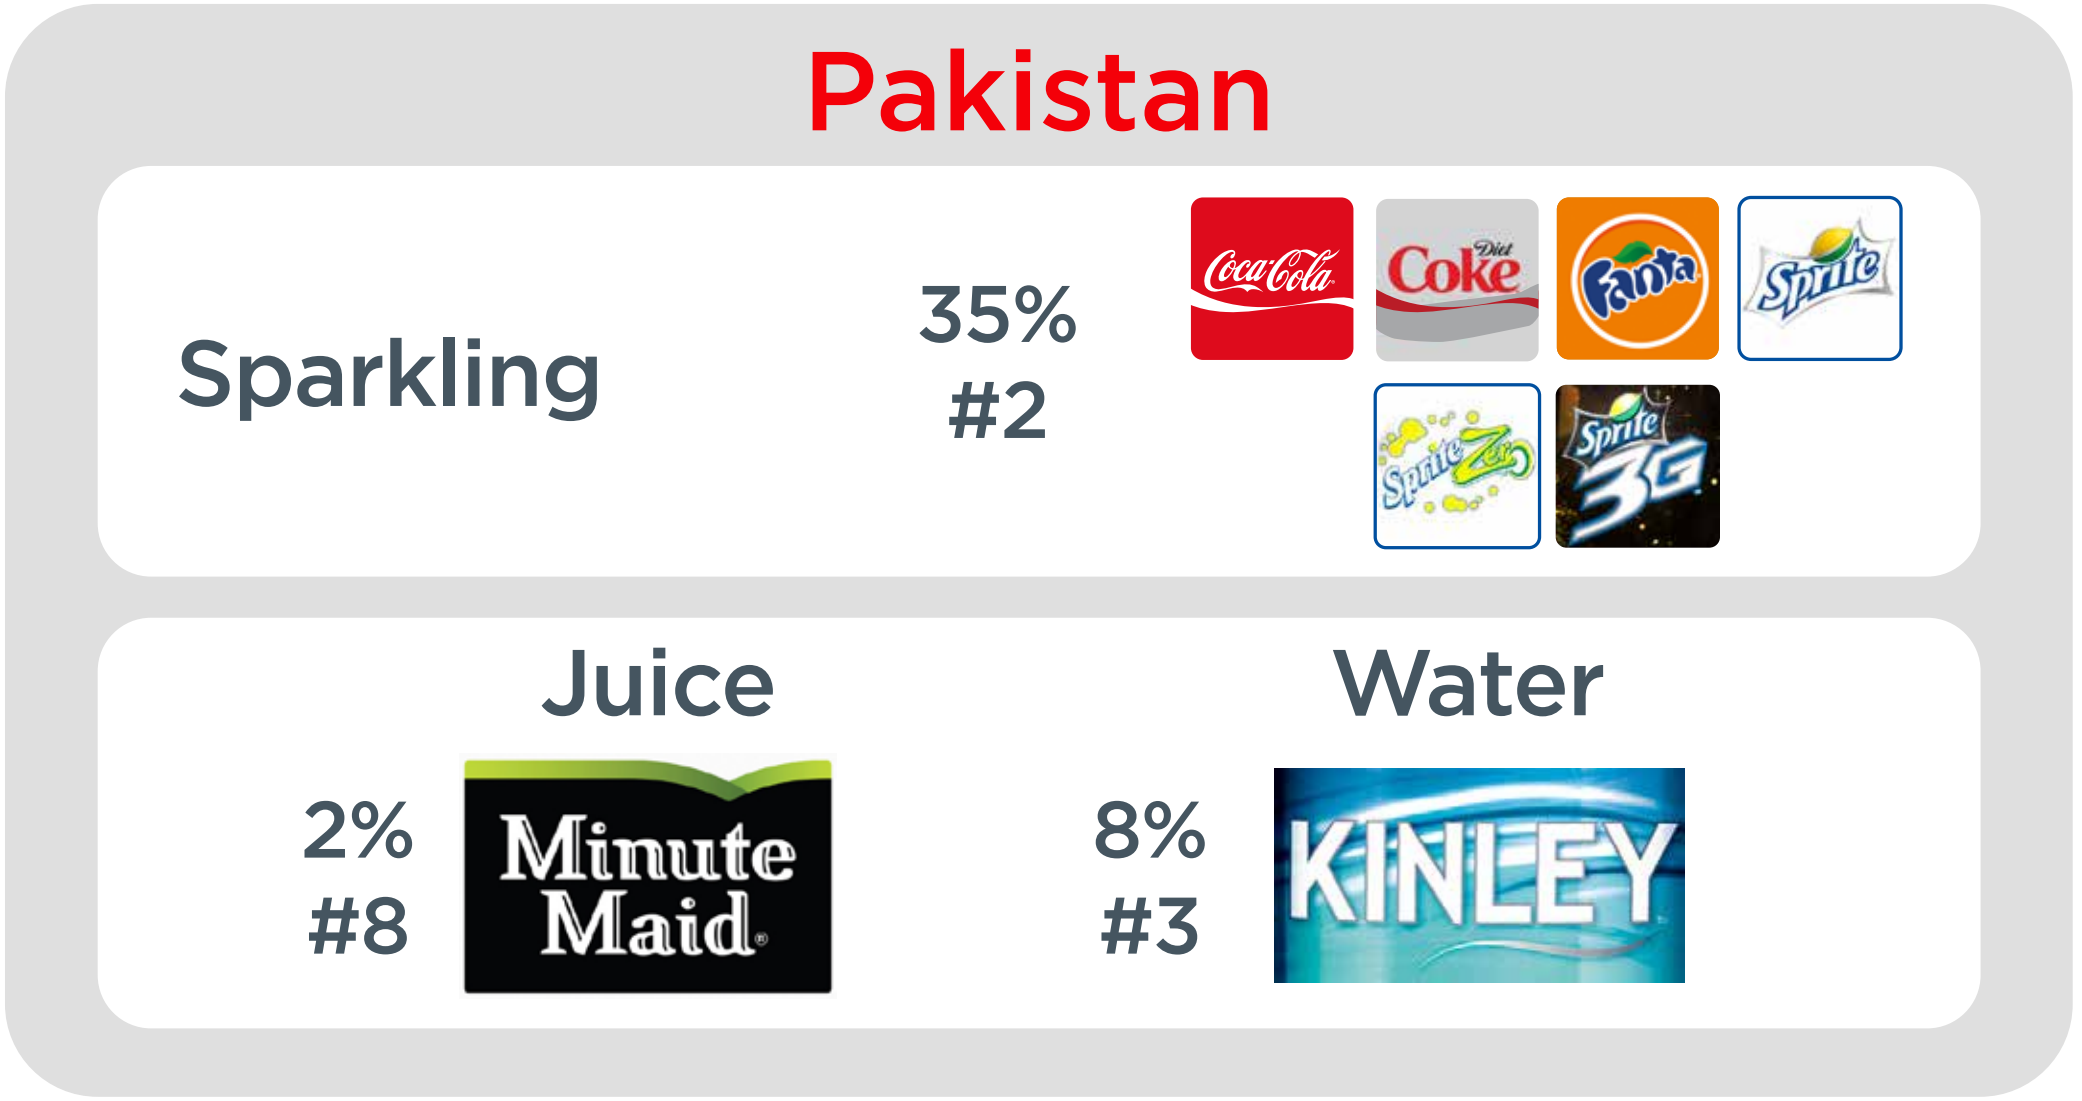 Pakistan
Sparkling
35%
#2
Coca-Cola
Diet
Coke
Fanta
Sprite
Sprite Zero
Sprite
3G
Juice
Water
2%
#8
Minute
Maid®
8%
#3
KINLEY